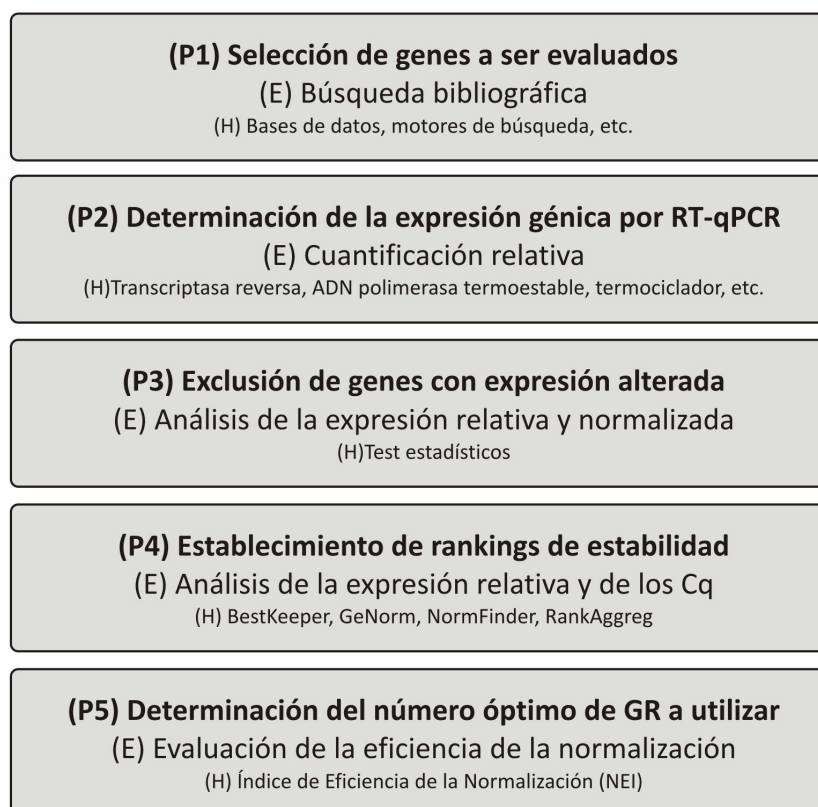 (P1) Selección de genes a ser evaluados
(E) Búsqueda bibliográfica
(H) Bases de datos, motores de búsqueda, etc.
(P2) Determinación de la expresión génica por RT-qPCR
(E) Cuantificación relativa
(H)Transcriptasa reversa, ADN polimerasa termoestable, termociclador, etc.
(P3) Exclusión de genes con expresión alterada
(E) Análisis de la expresión relativa y normalizada
(H)Test estadísticos
(P4) Establecimiento de rankings de estabilidad
(E) Análisis de la expresión relativa y de los Cq
(H) BestKeeper, GeNorm, NormFinder, RankAggreg
(P5) Determinación del número óptimo de GR a utilizar
(E) Evaluación de la eficiencia de la normalización
(H) Índice de Eficiencia de la Normalización (NEI)